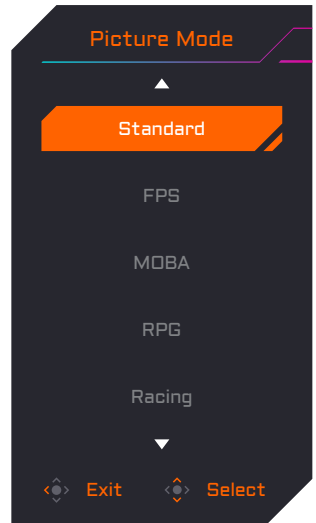 Picture Mode
Standard
FPS
MOBA
RPG
Racing
Exit Select